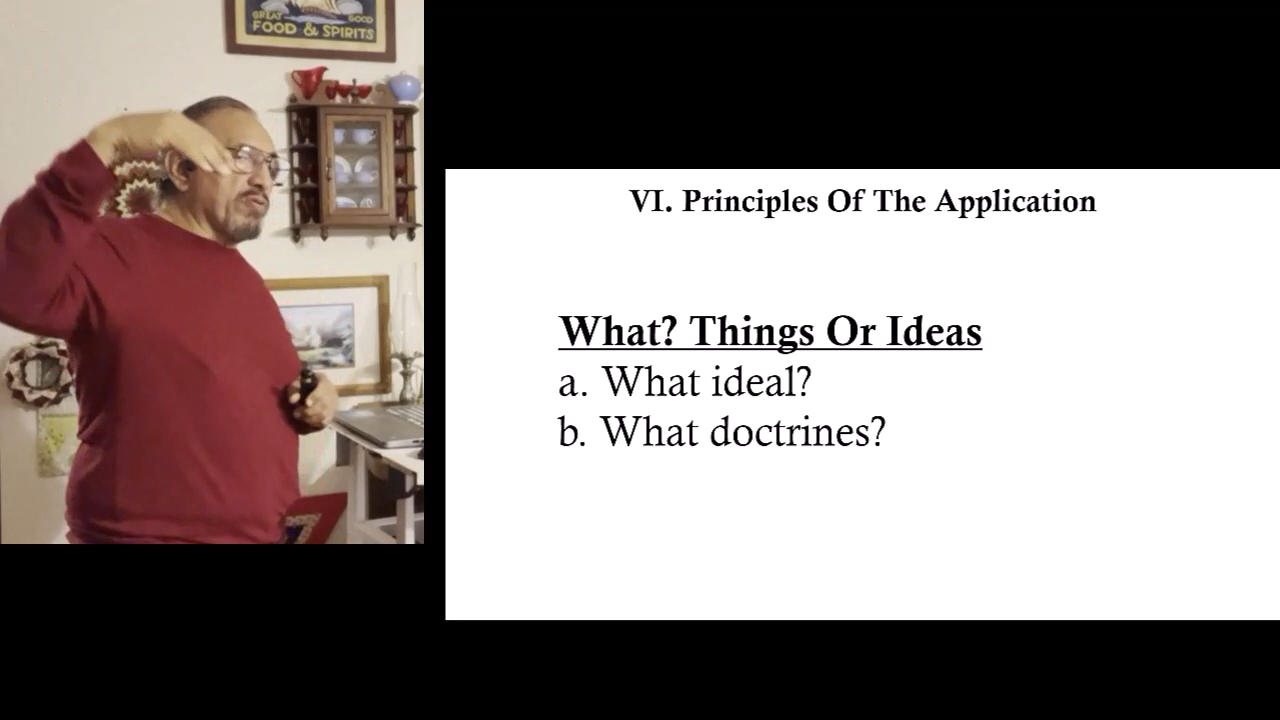 GREAT GOOD
FOOD & SPIRITS
VI. Principles Of The Application
What? Things Or Ideas
a. What ideal?
b. What doctrines?